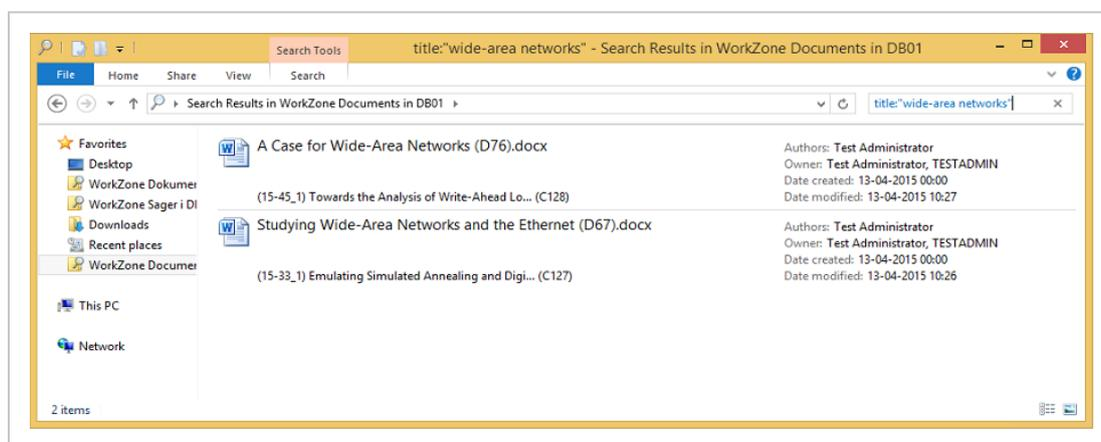 Search Tools
title:"wide-area networks" - Search Results in WorkZone Documents in DB01
File Home Share View Search
Search Results in WorkZone Documents in DB01
title:"wide-area networks"
Favorites
Desktop
WorkZone Dokumer
WorkZone Sager i DI
Downloads
Recent places
WorkZone Documer
This PC
Network
A Case for Wide-Area Networks (D76).docx
(15-45_1) Towards the Analysis of Write-Ahead Lo... (C128)
Authors: Test Administrator
Owner: Test Administrator, TESTADMIN
Date created: 13-04-2015 00:00
Date modified: 13-04-2015 10:27
Studying Wide-Area Networks and the Ethernet (D67).docx
(15-33_1) Emulating Simulated Annealing and Digi... (C127)
Authors: Test Administrator
Owner: Test Administrator, TESTADMIN
Date created: 13-04-2015 00:00
Date modified: 13-04-2015 10:26
2 items